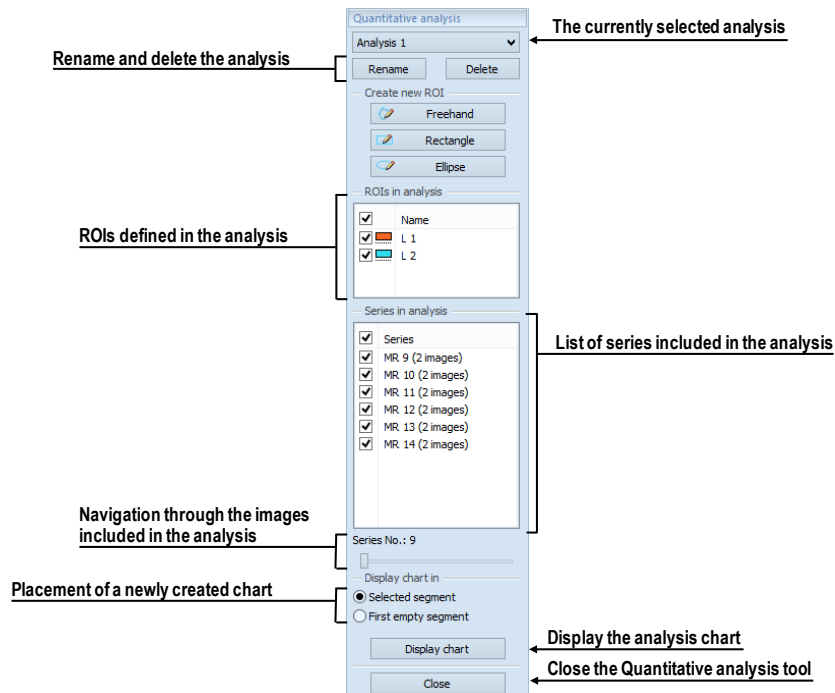 Quantitative analysis
The currently selected analysis
Analysis 1
Rename and delete the analysis
Rename Delete
Create new ROI
Freehand
Rectangle
Ellipse
ROIs in analysis
Name
ROIs defined in the analysis
L 1
L 2
Series in analysis
Series
List of series included in the analysis
MR 9 (2 images)
MR 10 (2 images)
MR 11 (2 images)
MR 12 (2 images)
MR 13 (2 images)
MR 14 (2 images)
Navigation through the images
included in the analysis
Series No.: 9
Display chart in
Placement of a newly created chart
Selected segment
First empty segment
Display the analysis chart
Display chart
Close the Quantitative analysis tool
Close